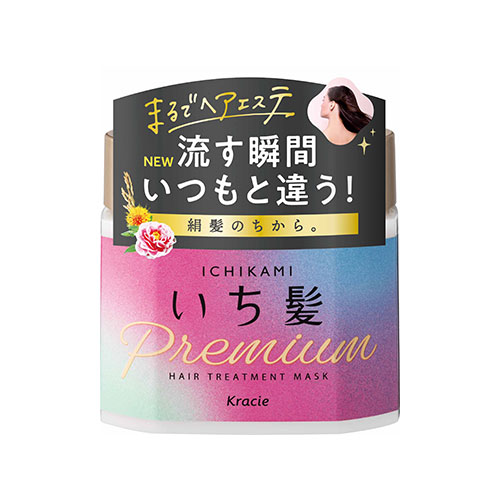 まるでヘアエステ
NEW 流す瞬間
いつもと違う!
絹髪のちから。
ICHIKAMI
いち髪
Premium
HAIR TREATMENT MASK
Kracie